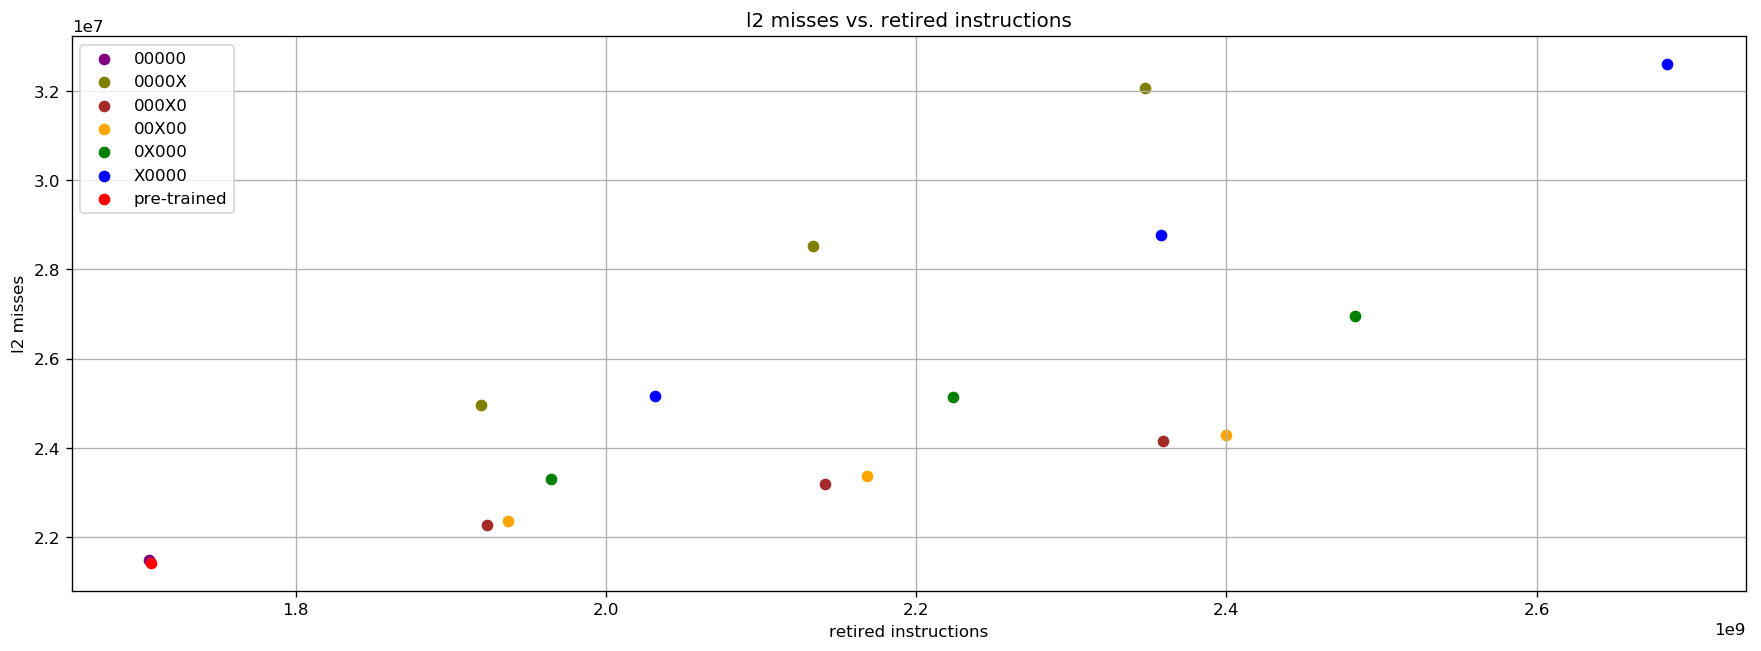 l2 misses vs. retired instructions
1e7
00000
0000X
000X0
00X00
0X000
X0000
pre-trained
3.2
3.0
2.8
2.6
2.4
2.2
l2 misses
1.8 2.0 2.2 2.4 2.6
retired instructions
1e9